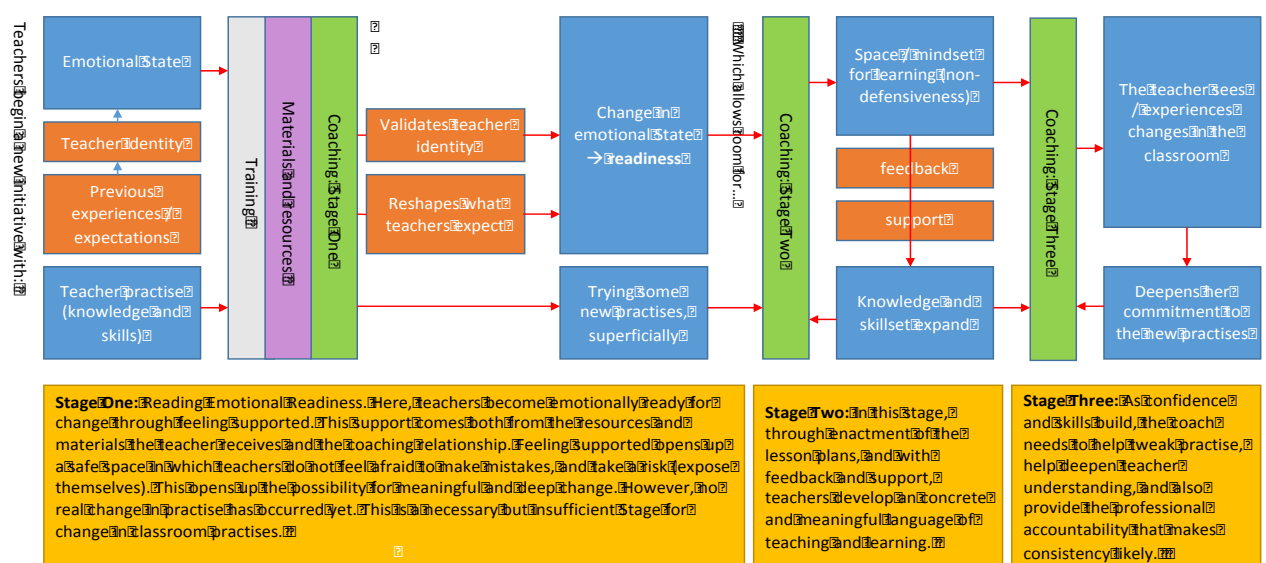 Teachers begin a new initiative with:
Emotional State
Teacher identity
Previous
experiences /
expectations
Teacher practise
(knowledge and
skills)
Training
Materials and resources
Coaching: Stage One
Validates teacher
identity
Reshapes what
teachers expect
Change in
emotional State
→ readiness
Trying some
new practises,
superficially
Which allows room for...
Coaching: Stage Two
Space / mindset
for learning (non-
defensiveness)
feedback
support
Knowledge and
skillset expand
Coaching: Stage Three
The teacher sees
/ experiences
changes in the
classroom
Deepens her
commitment to
the new practises
Stage One: Reading Emotional Readiness. Here, teachers become emotionally ready for
change through feeling supported. This support comes both from the resources and
materials the teacher receives and the coaching relationship. Feeling supported opens up
a safe space in which teachers do not feel afraid to make mistakes, and take a risk (expose
themselves). This opens up the possibility for meaningful and deep change. However, no
real change in practise has occurred yet. This is a necessary but insufficient Stage for
change in classroom practises.
Stage Two: In this stage,
through enactment of the
lesson plans, and with
feedback and support,
teachers develop an concrete
and meaningful language of
teaching and learning.
Stage Three: As confidence
and skills build, the coach
needs to help tweak practise,
help deepen teacher
understanding, and also
provide the professional
accountability that makes
consistency likely.